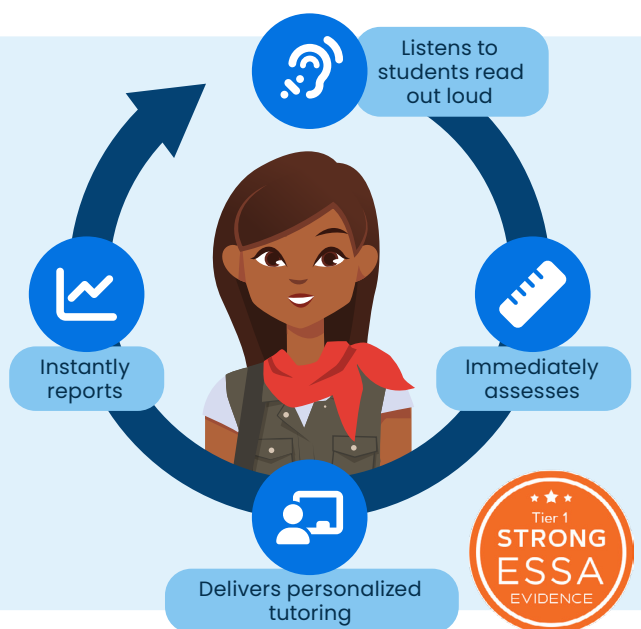 Listens to
students read
out loud
Immediately
assesses
Delivers personalized
tutoring
Instantly
reports
Tier 1
STRONG
ESSA
EVIDENCE